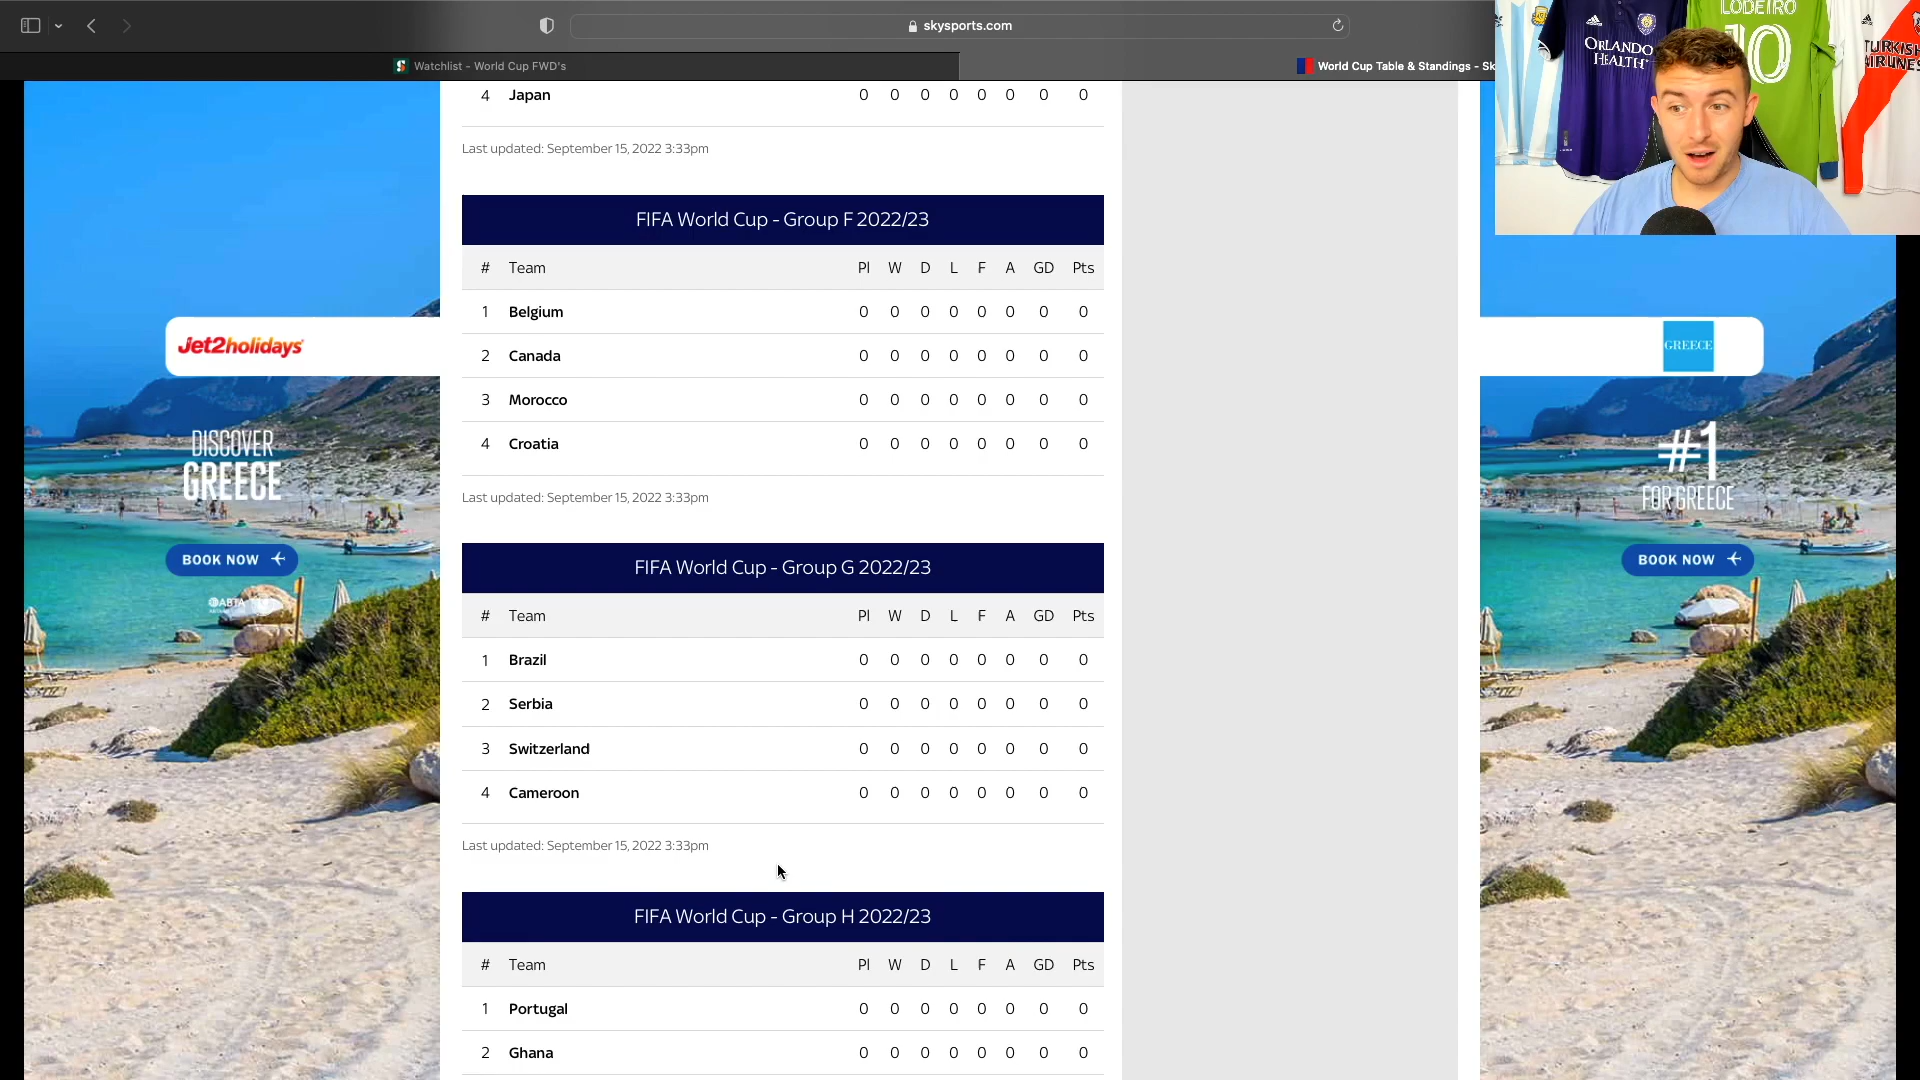 skysports.com
Watchlist - World Cup FWD's
World Cup Table & Standings - Sk
LODEIRO
10
ORLANDO
HEALTH
TURKISH
AIRLINES
4 Japan 0 0 0 0 0 0 0 0
Last updated: September 15, 2022 3:33pm
FIFA World Cup - Group F 2022/23
# Team Pl W D L F A GD Pts
1 Belgium 0 0 0 0 0 0 0 0
2 Canada 0 0 0 0 0 0 0 0
3 Morocco 0 0 0 0 0 0 0 0
4 Croatia 0 0 0 0 0 0 0 0
Last updated: September 15, 2022 3:33pm
FIFA World Cup - Group G 2022/23
# Team Pl W D L F A GD Pts
1 Brazil 0 0 0 0 0 0 0 0
2 Serbia 0 0 0 0 0 0 0 0
3 Switzerland 0 0 0 0 0 0 0 0
4 Cameroon 0 0 0 0 0 0 0 0
Last updated: September 15, 2022 3:33pm
FIFA World Cup - Group H 2022/23
# Team Pl W D L F A GD Pts
1 Portugal 0 0 0 0 0 0 0 0
2 Ghana 0 0 0 0 0 0 0 0
Jet2holidays
DISCOVER
GREECE
BOOK NOW
ABTA
GREECE
#1
FOR GREECE
BOOK NOW